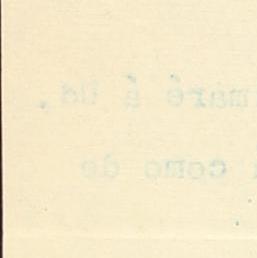 maré á Ud.
como de